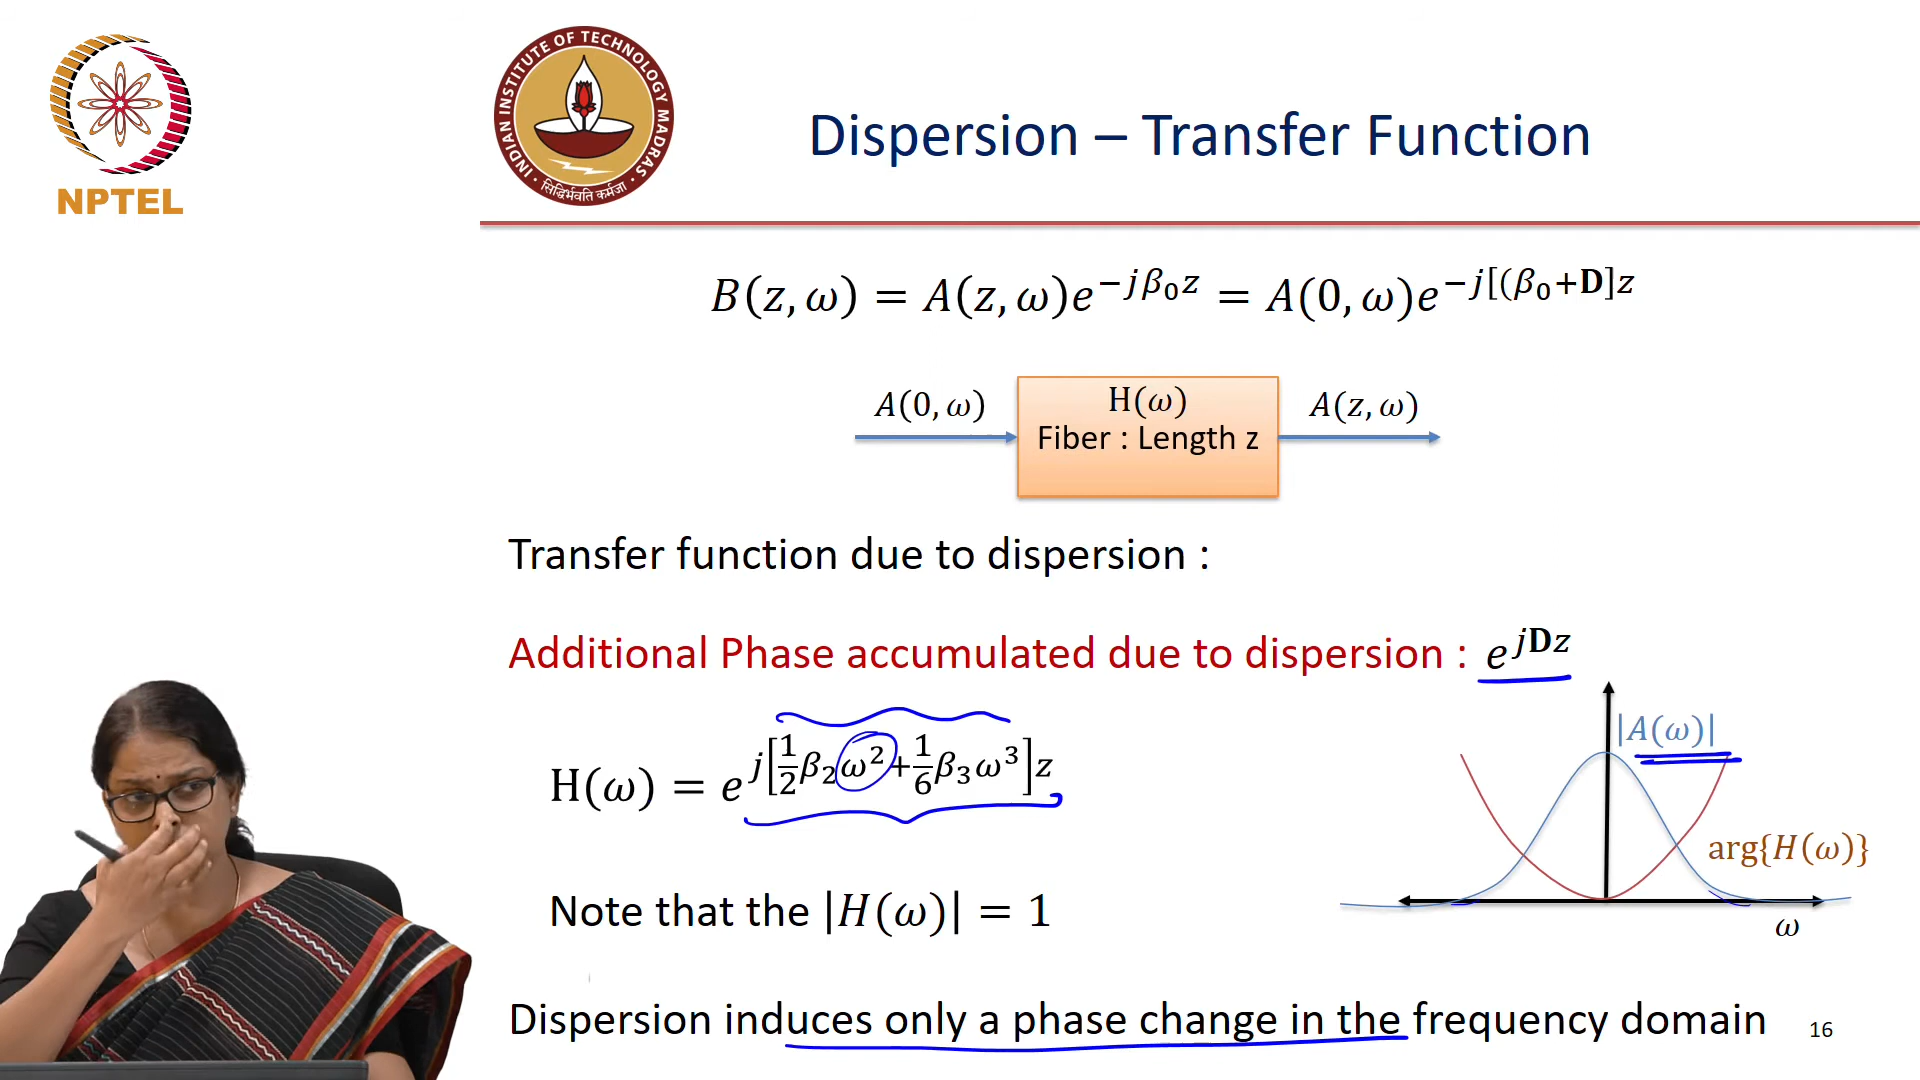 NPTEL
INDIAN INSTITUTE OF TECHNOLOGY MADRAS
सिद्धिर्भवति कर्मजा
Dispersion – Transfer Function
B(z, ω) = A(z, ω)e^{−jβ₀z} = A(0, ω)e^{−j[(β₀+𝐃]z}
A(0, ω)
H(ω)
Fiber : Length z
A(z, ω)
Transfer function due to dispersion :
Additional Phase accumulated due to dispersion : e^{j𝐃z}
H(ω) = e^{j[½β₂ω²+⅙β₃ω³]z}
|A(ω)|
arg{H(ω)}
ω
Note that the |H(ω)| = 1
Dispersion induces only a phase change in the frequency domain
16